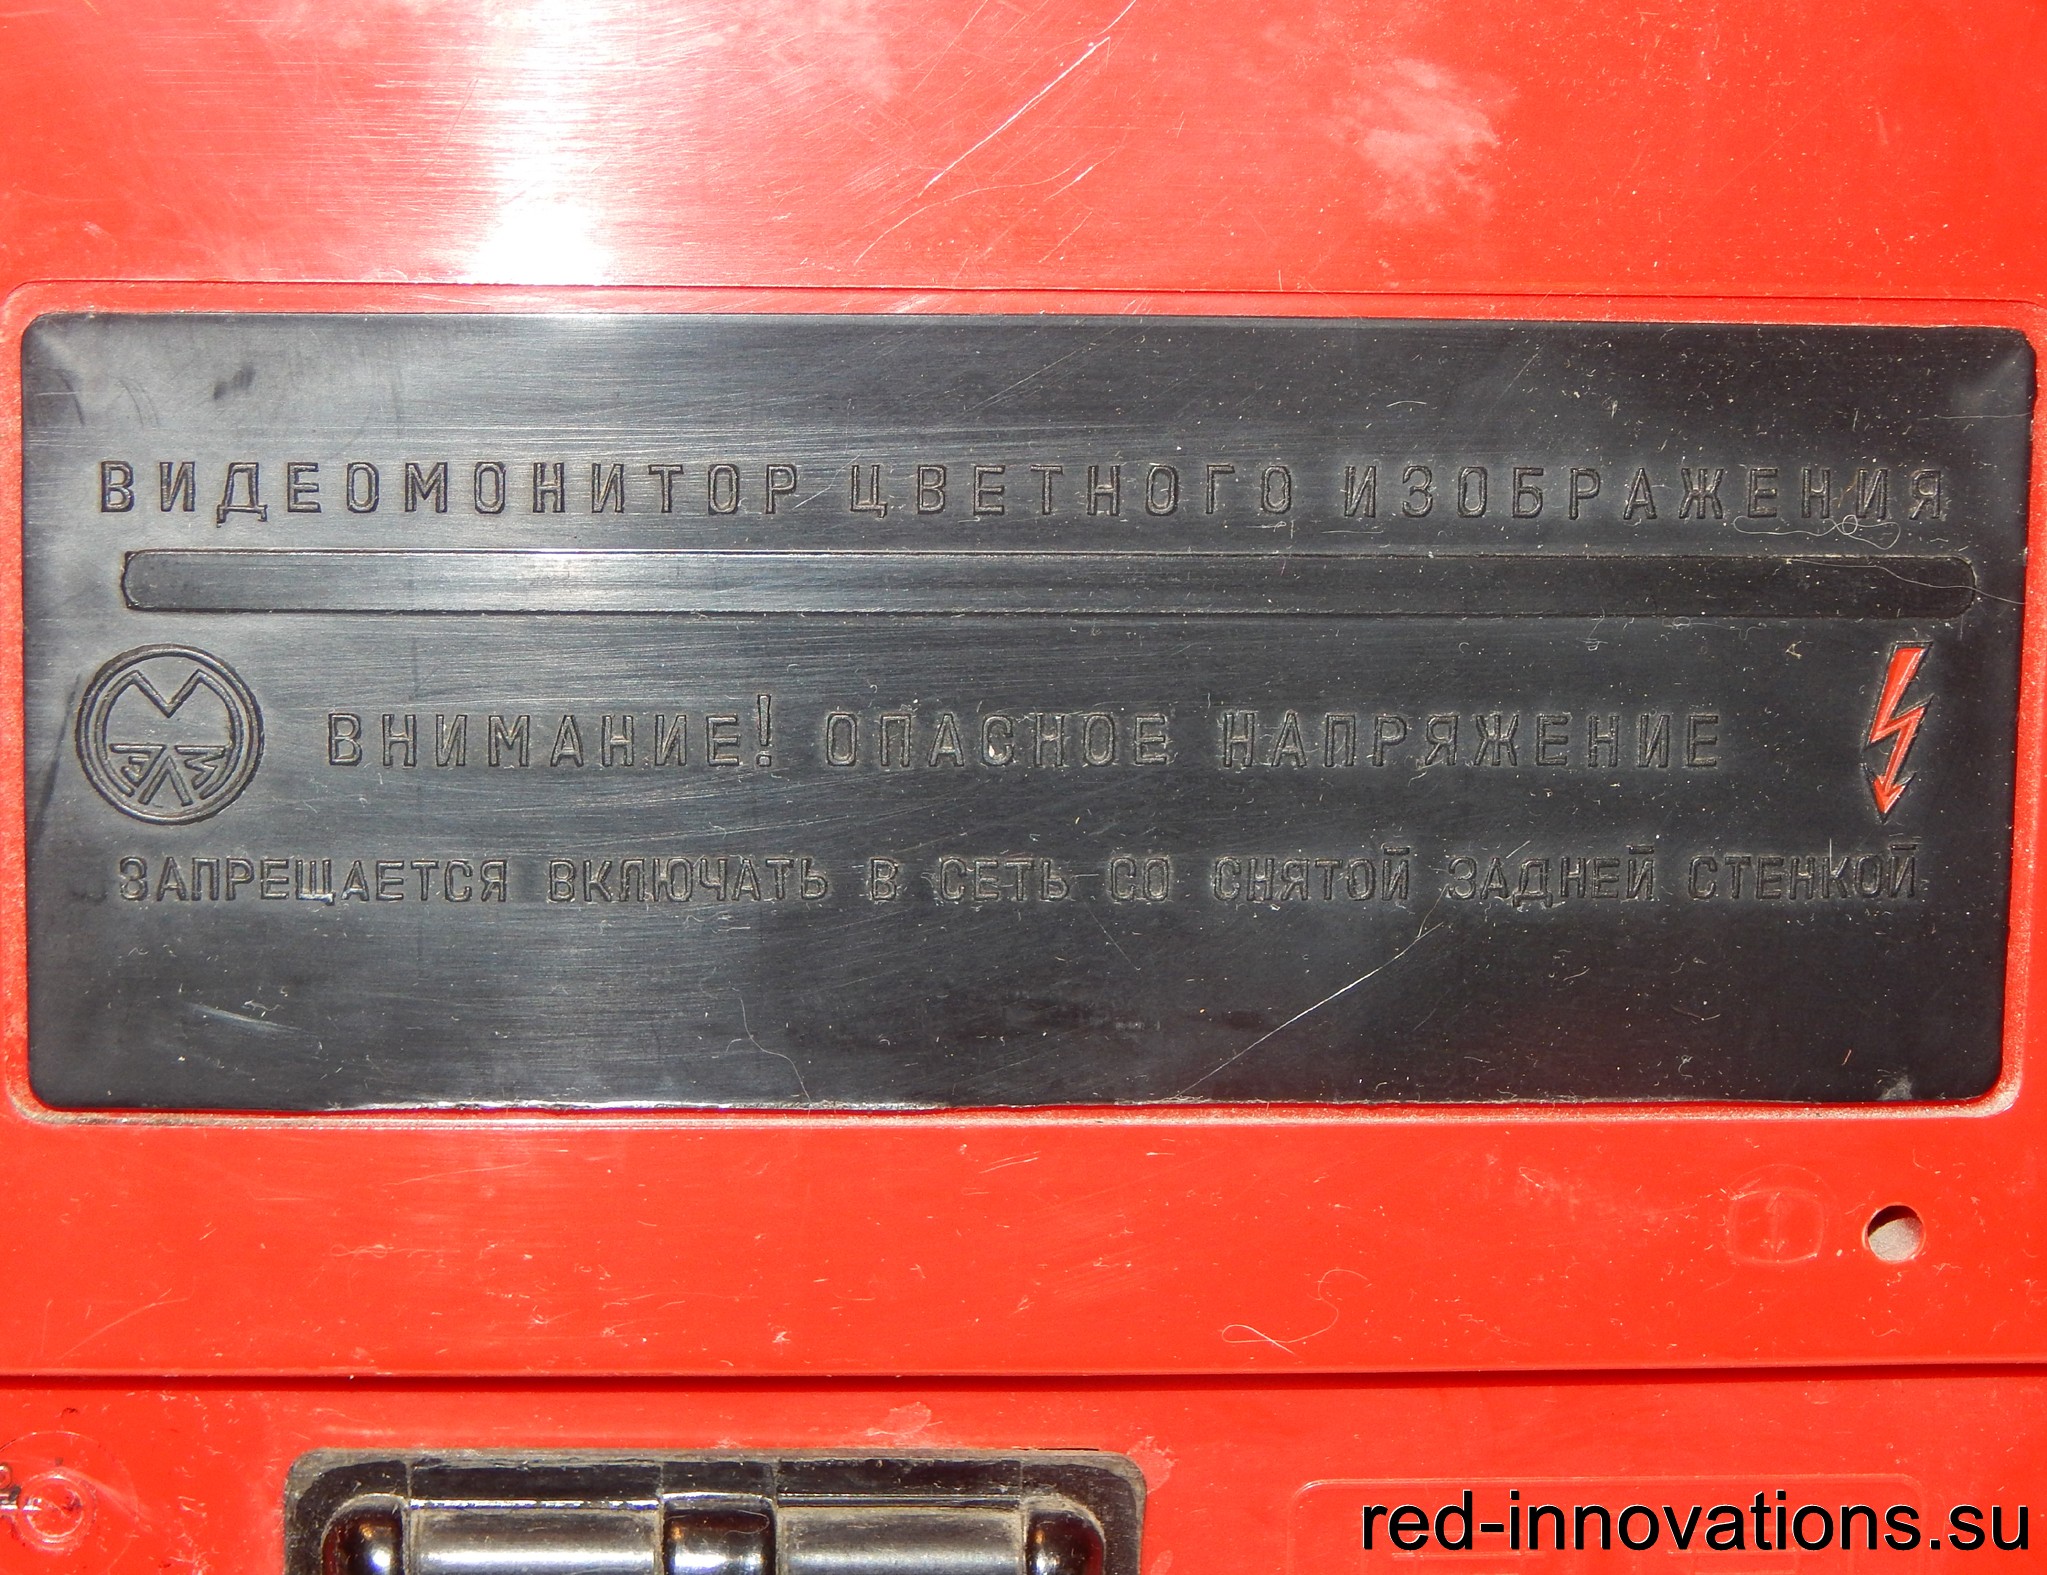 ВИДЕОМОНИТОР ЦВЕТНОГО ИЗОБРАЖЕНИЯ
ВНИМАНИЕ! ОПАСНОЕ НАПРЯЖЕНИЕ
ЗАПРЕЩАЕТСЯ ВКЛЮЧАТЬ В СЕТЬ СО СНЯТОЙ ЗАДНЕЙ СТЕНКОЙ
red-innovations.su